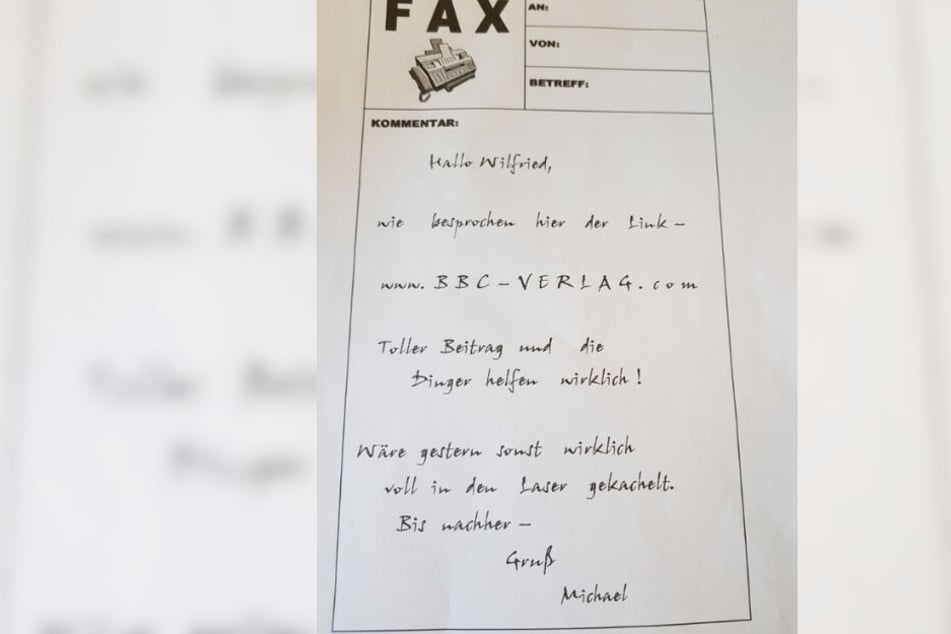 FAX
AN:
VON:
BETREFF:
KOMMENTAR:
Hallo Wilfried,
wie besprochen hier der Link –
www.BBC-VERLAG.com
Toller Beitrag und die
Dinger helfen wirklich!
Wäre gestern sonst wirklich
voll in den Laser gekachelt.
Bis nachher –
Gruß
Michael